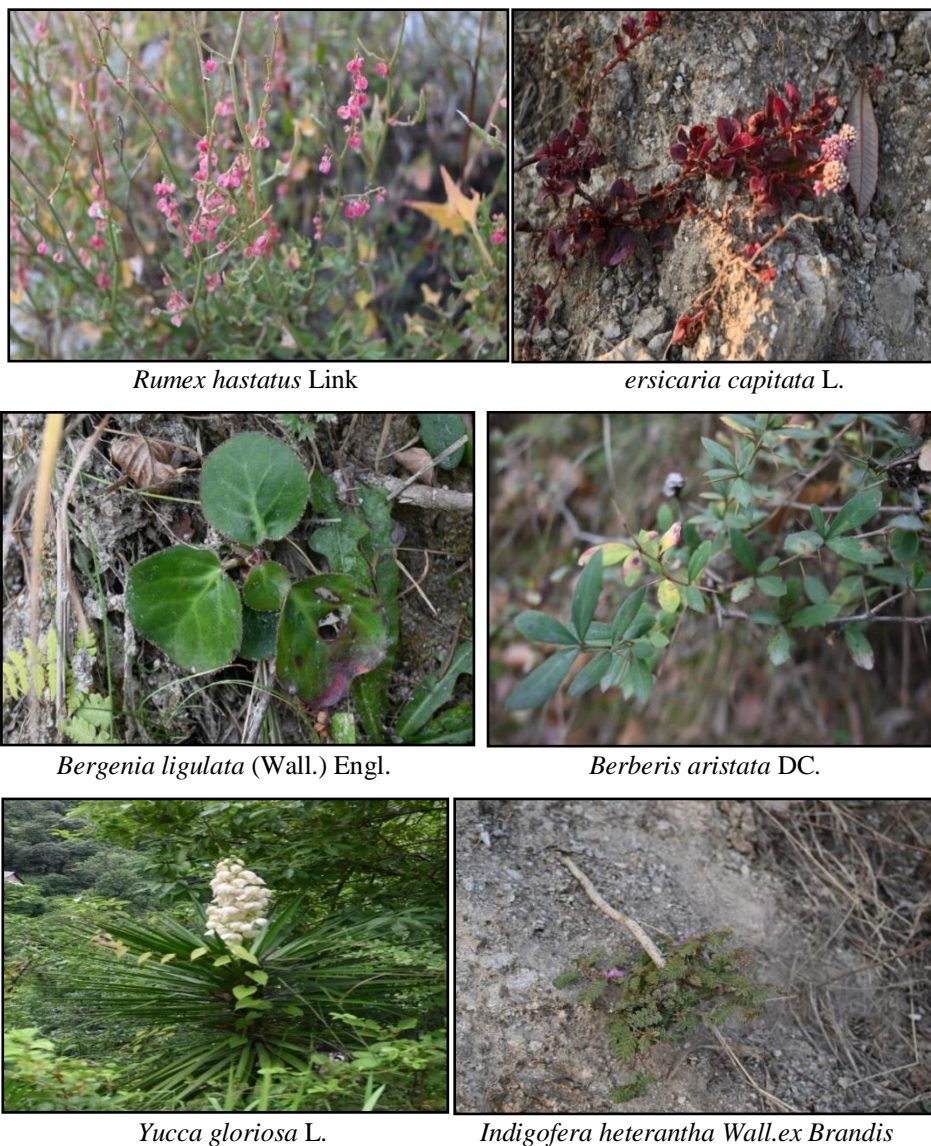 Rumex hastatus Link
ersicaria capitata L.
Bergenia ligulata (Wall.) Engl.
Berberis aristata DC.
Yucca gloriosa L.
Indigofera heterantha Wall.ex Brandis